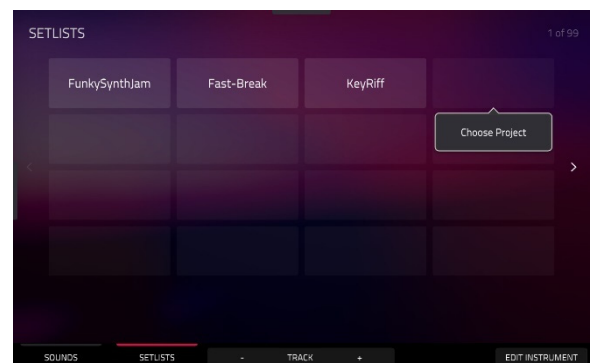 SETLISTS
1 of 99
FunkySynthJam
Fast-Break
KeyRiff
Choose Project
SOUNDS
SETLISTS
- TRACK +
EDIT INSTRUMENT